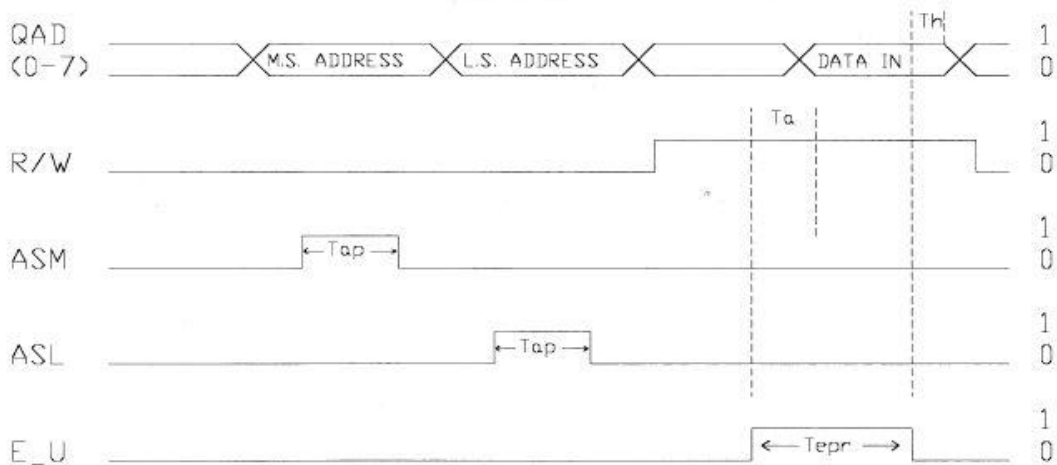 Th
QAD
(0-7)
M.S. ADDRESS
L.S. ADDRESS
DATA IN
1
0
Ta
R/W
1
0
ASM
Tap
1
0
ASL
Tap
1
0
E_U
Tepr
1
0